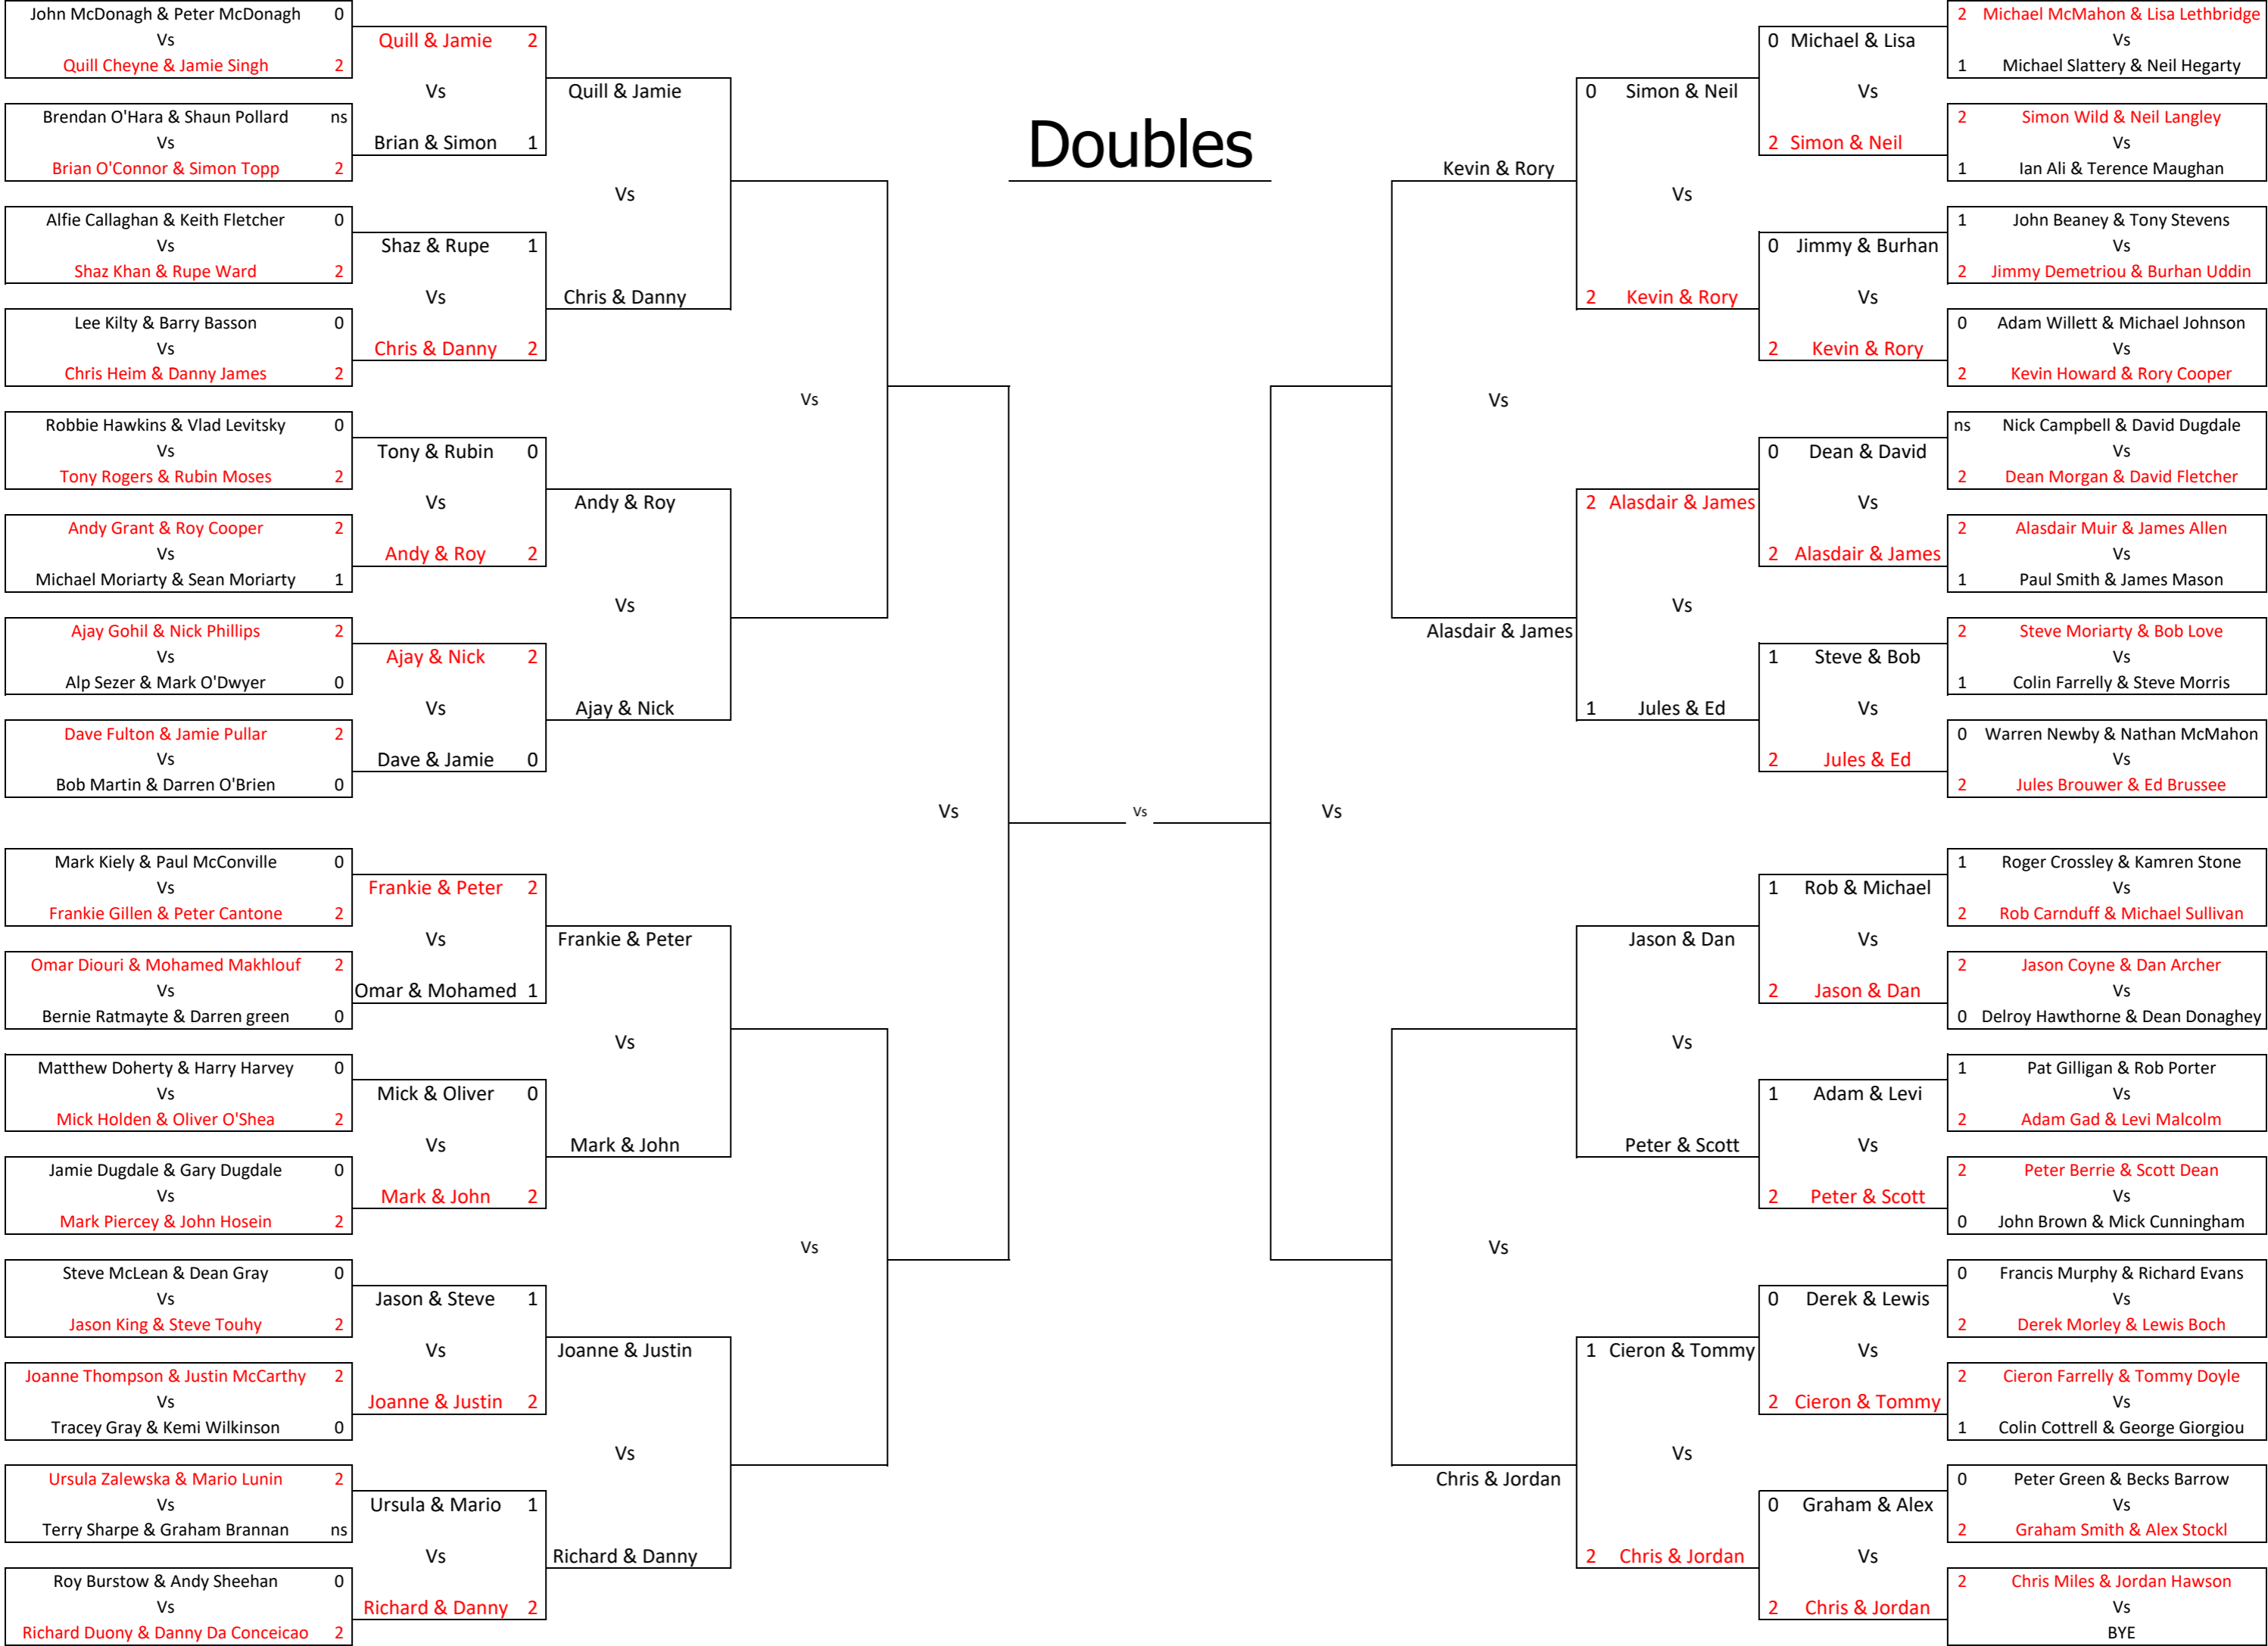 Doubles
John McDonagh & Peter McDonagh 0
Vs
Quill Cheyne & Jamie Singh 2
Brendan O'Hara & Shaun Pollard ns
Vs
Brian O'Connor & Simon Topp 2
Alfie Callaghan & Keith Fletcher 0
Vs
Shaz Khan & Rupe Ward 2
Lee Kilty & Barry Basson 0
Vs
Chris Heim & Danny James 2
Robbie Hawkins & Vlad Levitsky 0
Vs
Tony Rogers & Rubin Moses 2
Andy Grant & Roy Cooper 2
Vs
Michael Moriarty & Sean Moriarty 1
Ajay Gohil & Nick Phillips 2
Vs
Alp Sezer & Mark O'Dwyer 0
Dave Fulton & Jamie Pullar 2
Vs
Bob Martin & Darren O'Brien 0
Mark Kiely & Paul McConville 0
Vs
Frankie Gillen & Peter Cantone 2
Omar Diouri & Mohamed Makhlouf 2
Vs
Bernie Ratmayte & Darren green 0
Matthew Doherty & Harry Harvey 0
Vs
Mick Holden & Oliver O'Shea 2
Jamie Dugdale & Gary Dugdale 0
Vs
Mark Piercey & John Hosein 2
Steve McLean & Dean Gray 0
Vs
Jason King & Steve Touhy 2
Joanne Thompson & Justin McCarthy 2
Vs
Tracey Gray & Kemi Wilkinson 0
Ursula Zalewska & Mario Lunin 2
Vs
Terry Sharpe & Graham Brannan ns
Roy Burstow & Andy Sheehan 0
Vs
Richard Duony & Danny Da Conceicao 2
Quill & Jamie 2
Vs
Brian & Simon 1
Shaz & Rupe 1
Vs
Chris & Danny 2
Tony & Rubin 0
Vs
Andy & Roy 2
Ajay & Nick 2
Vs
Dave & Jamie 0
Frankie & Peter 2
Vs
Omar & Mohamed 1
Mick & Oliver 0
Vs
Mark & John 2
Jason & Steve 1
Vs
Joanne & Justin 2
Ursula & Mario 1
Vs
Richard & Danny 2
Quill & Jamie
Vs
Chris & Danny
Andy & Roy
Vs
Ajay & Nick
Frankie & Peter
Vs
Mark & John
Joanne & Justin
Vs
Richard & Danny
Vs
Vs
Vs
Vs
Vs
Kevin & Rory
Vs
Alasdair & James
Vs
Chris & Jordan
0 Simon & Neil
Vs
2 Kevin & Rory
2 Alasdair & James
Vs
1 Jules & Ed
Jason & Dan
Vs
Peter & Scott
1 Cieron & Tommy
Vs
2 Chris & Jordan
0 Michael & Lisa
Vs
2 Simon & Neil
0 Jimmy & Burhan
Vs
2 Kevin & Rory
0 Dean & David
Vs
2 Alasdair & James
1 Steve & Bob
Vs
2 Jules & Ed
1 Rob & Michael
Vs
2 Jason & Dan
1 Adam & Levi
Vs
2 Peter & Scott
0 Derek & Lewis
Vs
2 Cieron & Tommy
0 Graham & Alex
Vs
2 Chris & Jordan
2 Michael McMahon & Lisa Lethbridge
Vs
1 Michael Slattery & Neil Hegarty
2 Simon Wild & Neil Langley
Vs
1 Ian Ali & Terence Maughan
1 John Beaney & Tony Stevens
Vs
2 Jimmy Demetriou & Burhan Uddin
0 Adam Willett & Michael Johnson
Vs
2 Kevin Howard & Rory Cooper
ns Nick Campbell & David Dugdale
Vs
2 Dean Morgan & David Fletcher
2 Alasdair Muir & James Allen
Vs
1 Paul Smith & James Mason
2 Steve Moriarty & Bob Love
Vs
1 Colin Farrelly & Steve Morris
0 Warren Newby & Nathan McMahon
Vs
2 Jules Brouwer & Ed Brussee
1 Roger Crossley & Kamren Stone
Vs
2 Rob Carnduff & Michael Sullivan
2 Jason Coyne & Dan Archer
Vs
0 Delroy Hawthorne & Dean Donaghey
1 Pat Gilligan & Rob Porter
Vs
2 Adam Gad & Levi Malcolm
2 Peter Berrie & Scott Dean
Vs
0 John Brown & Mick Cunningham
0 Francis Murphy & Richard Evans
Vs
2 Derek Morley & Lewis Boch
2 Cieron Farrelly & Tommy Doyle
Vs
1 Colin Cottrell & George Giorgiou
0 Peter Green & Becks Barrow
Vs
2 Graham Smith & Alex Stockl
2 Chris Miles & Jordan Hawson
Vs
BYE